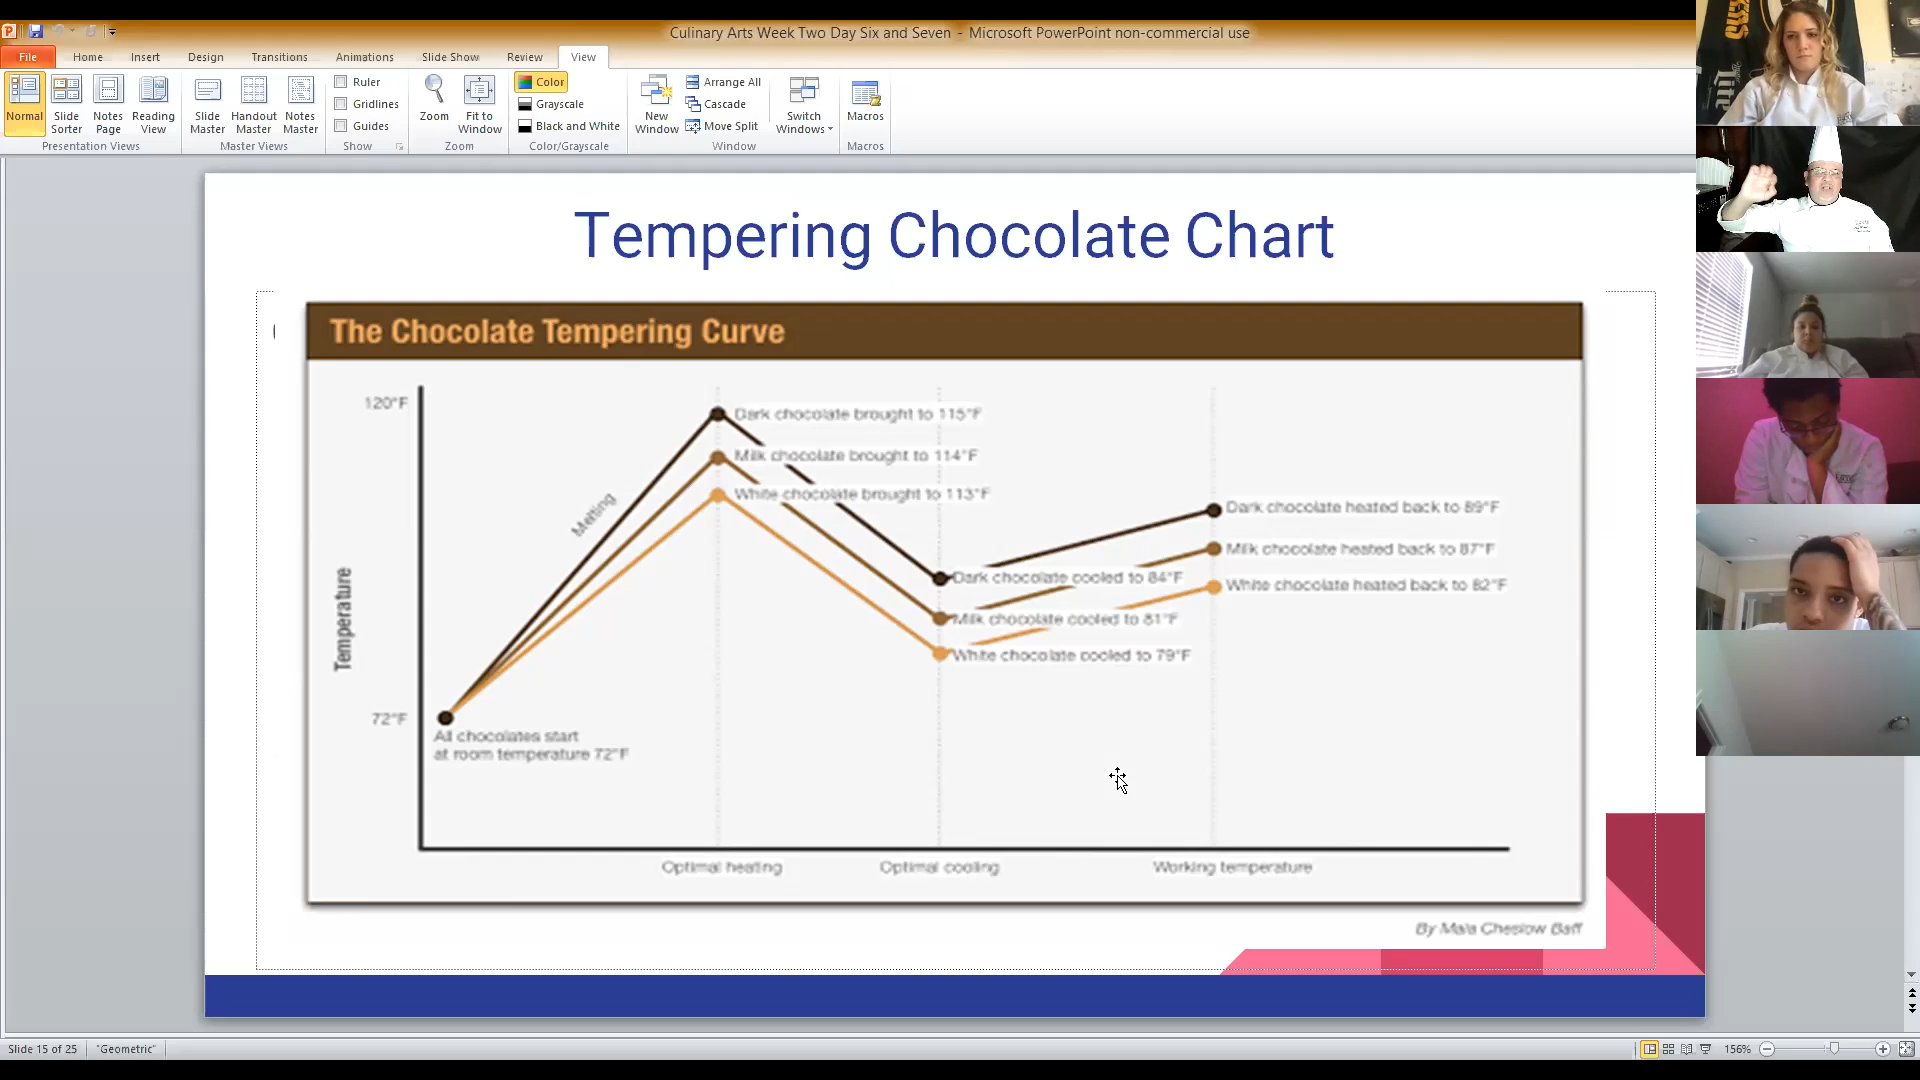 Culinary Arts Week Two Day Six and Seven - Microsoft PowerPoint non-commercial use
File Home Insert Design Transitions Animations Slide Show Review View
Normal Slide Sorter Notes Page Reading View
Presentation Views
Slide Master Handout Master Notes Master
Master Views
Ruler
Gridlines
Guides
Show
Zoom Fit to Window
Zoom
Color
Grayscale
Black and White
Color/Grayscale
New Window
Arrange All
Cascade
Move Split
Switch Windows
Window
Macros
Macros
Lite
Tempering Chocolate Chart
The Chocolate Tempering Curve
120°F
Dark chocolate brought to 115°F
Milk chocolate brought to 114°F
White chocolate brought to 113°F
Melting
Dark chocolate heated back to 89°F
Milk chocolate heated back to 87°F
White chocolate heated back to 82°F
Dark chocolate cooled to 84°F
Milk chocolate cooled to 81°F
White chocolate cooled to 79°F
Temperature
72°F
All chocolates start
at room temperature 72°F
Optimal heating Optimal cooling Working temperature
By Mala Cheslow Baff
Slide 15 of 25 "Geometric" 156%